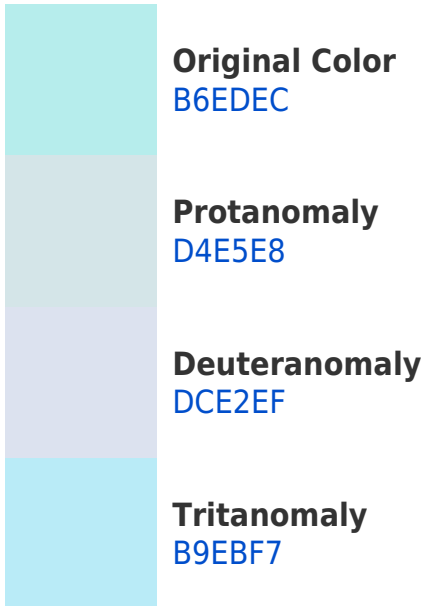 Original Color
B6EDEC
Protanomaly
D4E5E8
Deuteranomaly
DCE2EF
Tritanomaly
B9EBF7